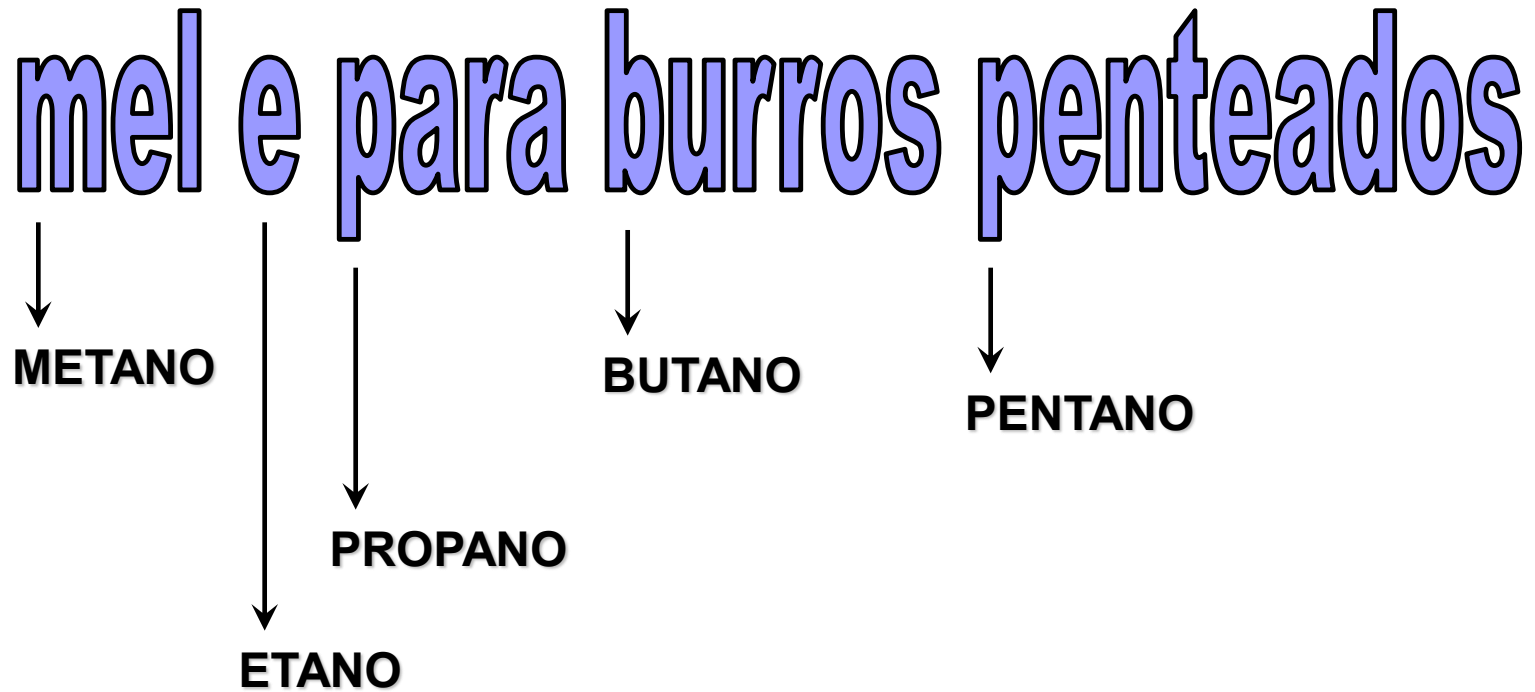 mel e para burros penteados
METANO
BUTANO
PENTANO
PROPANO
ETANO